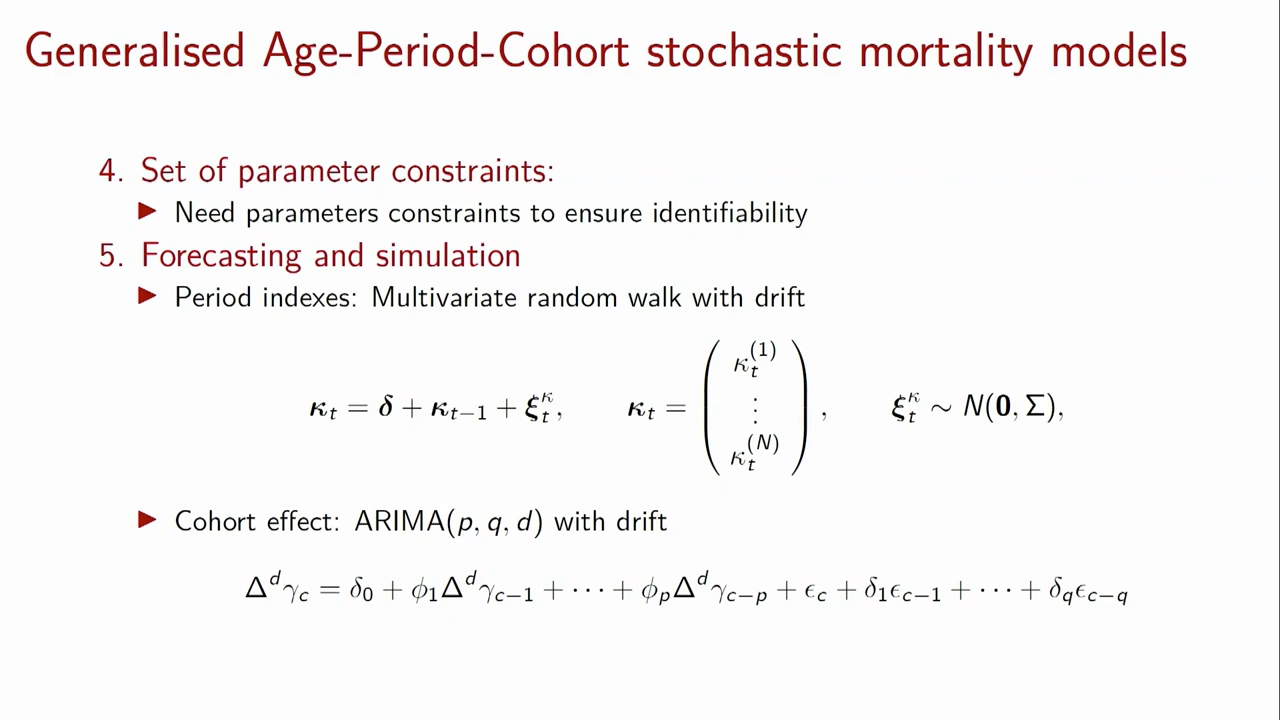 Generalised Age-Period-Cohort stochastic mortality models
4. Set of parameter constraints:
▶ Need parameters constraints to ensure identifiability
5. Forecasting and simulation
▶ Period indexes: Multivariate random walk with drift
𝛋_t = 𝛅 + 𝛋_{t−1} + 𝛏_t^κ,    𝛋_t = ( κ_t^{(1)} ⋮ κ_t^{(N)} ),    𝛏_t^κ ∼ N(𝟎, Σ),
▶ Cohort effect: ARIMA(p, q, d) with drift
Δ^d γ_c = δ_0 + ϕ_1 Δ^d γ_{c−1} + ⋯ + ϕ_p Δ^d γ_{c−p} + ϵ_c + δ_1 ϵ_{c−1} + ⋯ + δ_q ϵ_{c−q}